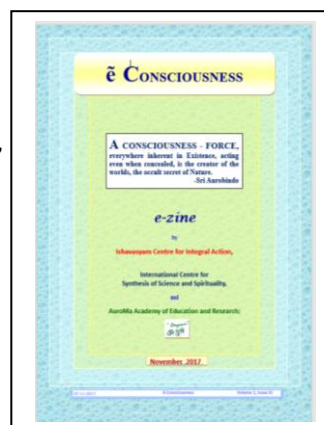 ẽ CONSCIOUSNESS
A CONSCIOUSNESS - FORCE,
everywhere inherent in Existence, acting
even when concealed, is the creator of the
worlds, the occult secret of Nature.
-Sri Aurobindo
e-zine
by
Ishavasyam Centre for Integral Action,
International Centre for
Synthesis of Science and Spirituality,
and
AuroMa Academy of Education and Research;
November 2017